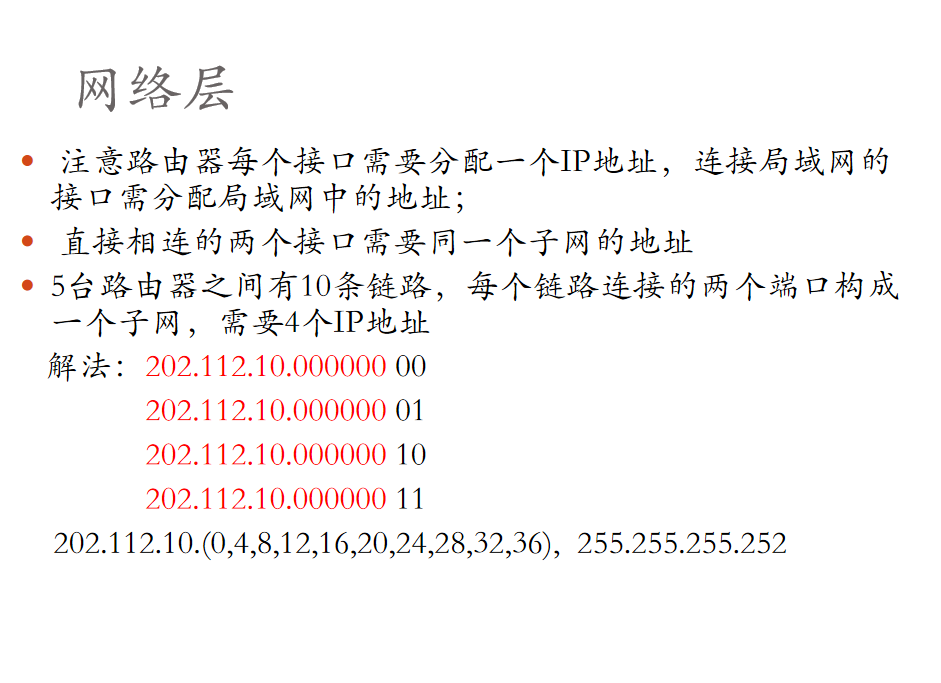 网络层
• 注意路由器每个接口需要分配一个IP地址，连接局域网的
接口需分配局域网中的地址；
• 直接相连的两个接口需要同一个子网的地址
• 5台路由器之间有10条链路，每个链路连接的两个端口构成
一个子网，需要4个IP地址
解法：202.112.10.000000 00
202.112.10.000000 01
202.112.10.000000 10
202.112.10.000000 11
202.112.10.(0,4,8,12,16,20,24,28,32,36), 255.255.255.252